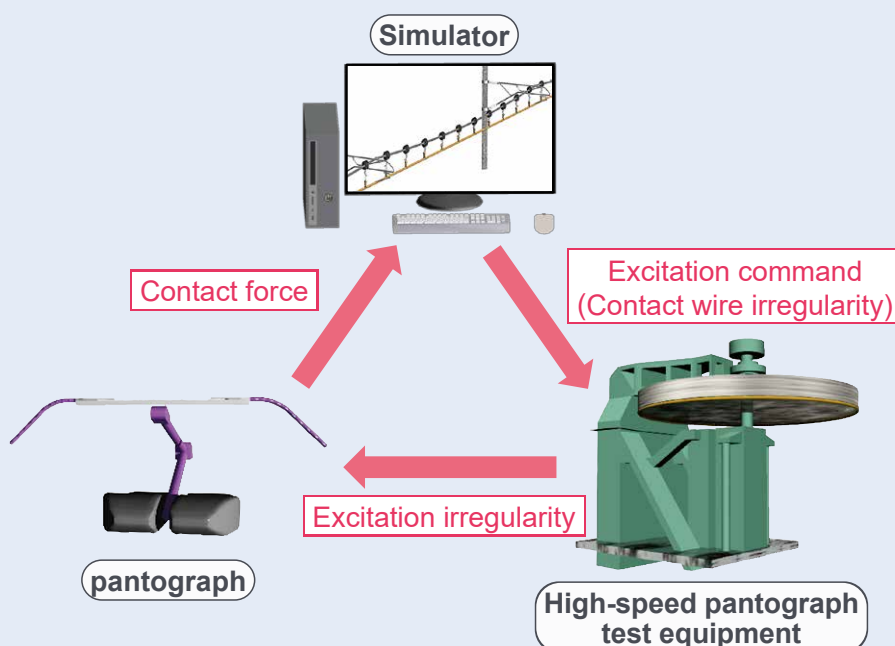 Simulator
Contact force
Excitation command
(Contact wire irregularity)
Excitation irregularity
pantograph
High-speed pantograph
test equipment